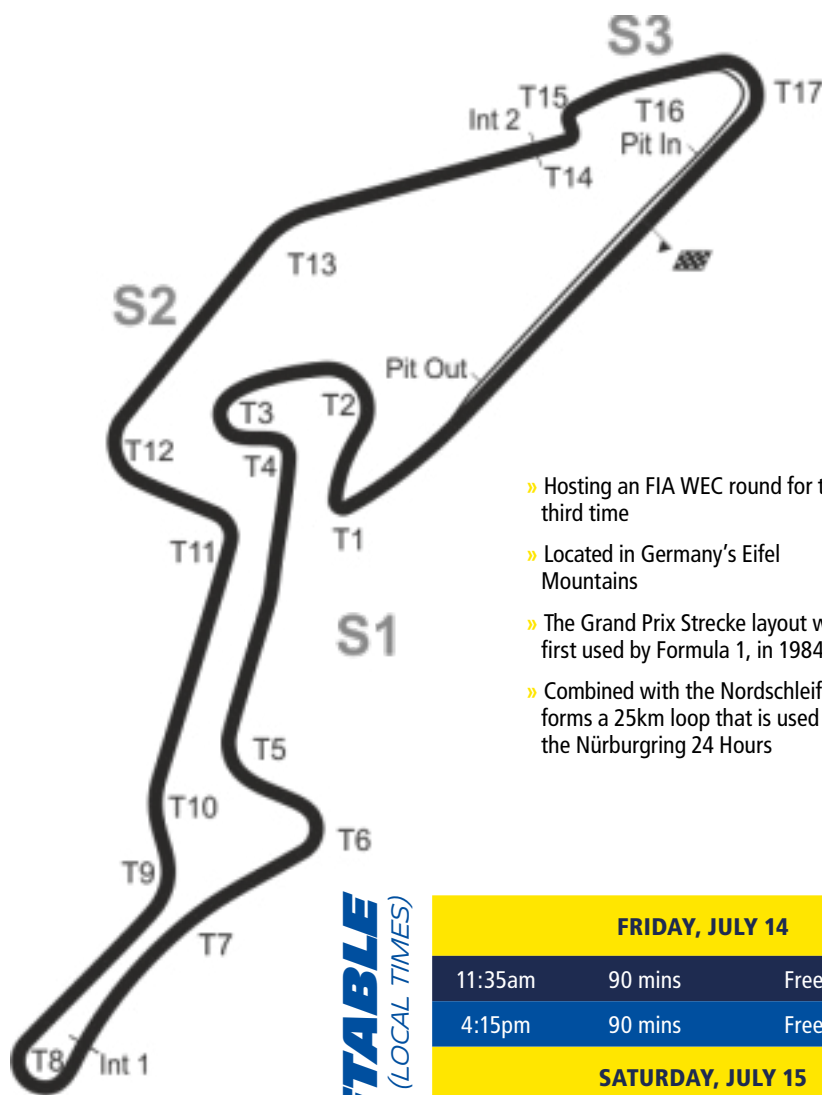 S3
T17
T15
T16
Int 2
Pit In
T14
T13
S2
Pit Out
T3
T2
T12
T4
T1
T11
S1
T5
T10
T6
T9
T7
T8
Int 1
» Hosting an FIA WEC round for
third time
» Located in Germany's Eifel
Mountains
» The Grand Prix Strecke layout
first used by Formula 1, in 1984
» Combined with the Nordschleif
forms a 25km loop that is used
the Nürburgring 24 Hours
TABLE
(LOCAL TIMES)
FRIDAY, JULY 14
11:35am 90 mins Free
4:15pm 90 mins Free
SATURDAY, JULY 15